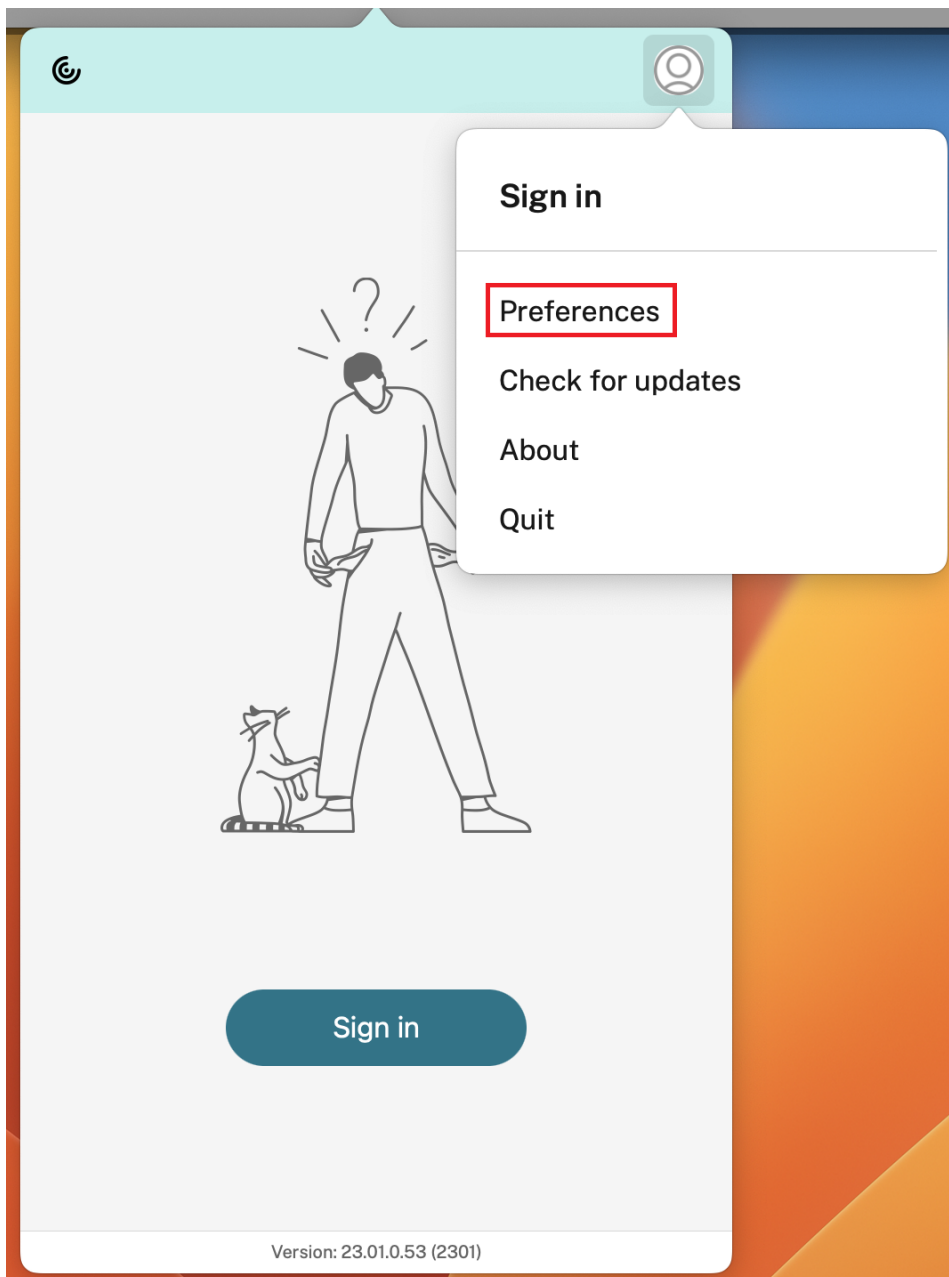 Sign in
Preferences
Check for updates
About
Quit
?
Sign in
Version: 23.01.0.53 (2301)